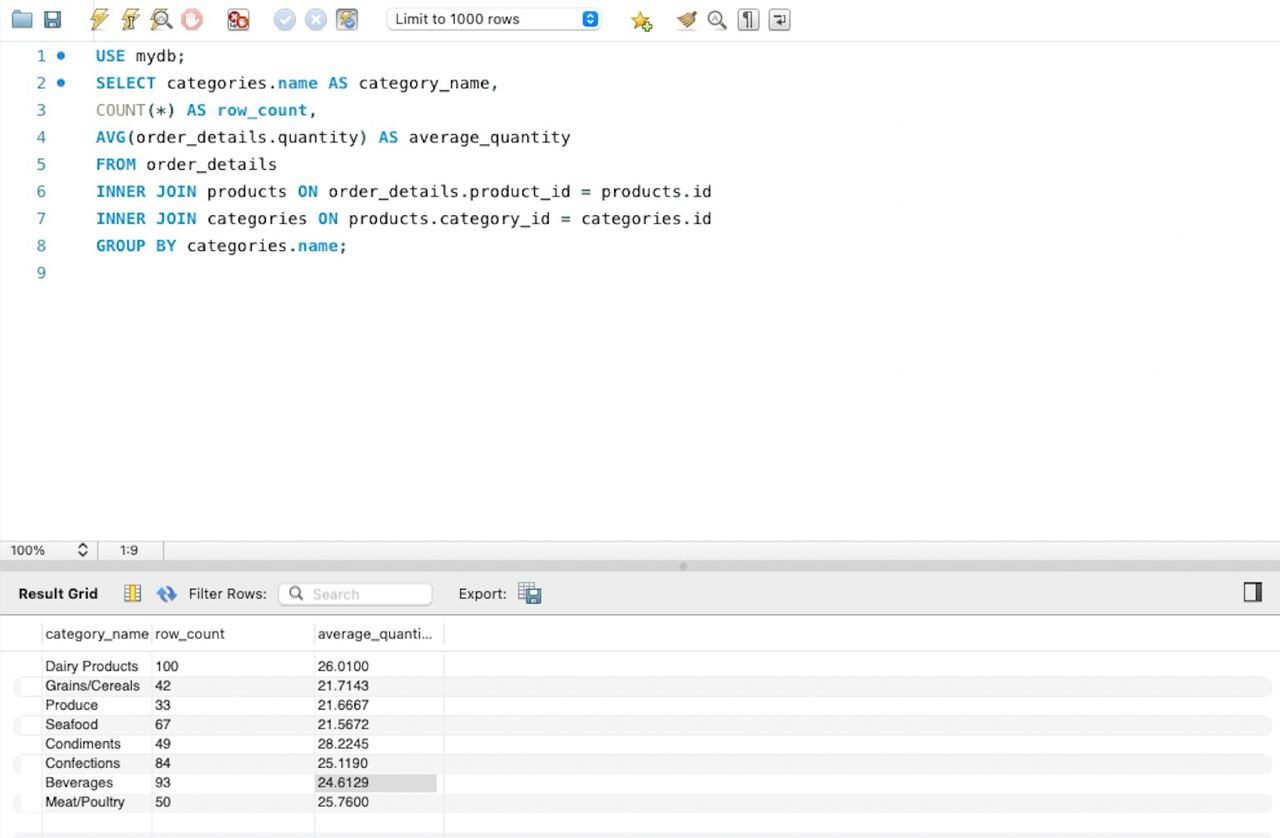 Limit to 1000 rows
1 USE mydb;
2 SELECT categories.name AS category_name,
3 COUNT(*) AS row_count,
4 AVG(order_details.quantity) AS average_quantity
5 FROM order_details
6 INNER JOIN products ON order_details.product_id = products.id
7 INNER JOIN categories ON products.category_id = categories.id
8 GROUP BY categories.name;
9
100% 1:9
Result Grid Filter Rows: Search Export:
category_name row_count average_quanti...
Dairy Products 100 26.0100
Grains/Cereals 42 21.7143
Produce 33 21.6667
Seafood 67 21.5672
Condiments 49 28.2245
Confections 84 25.1190
Beverages 93 24.6129
Meat/Poultry 50 25.7600